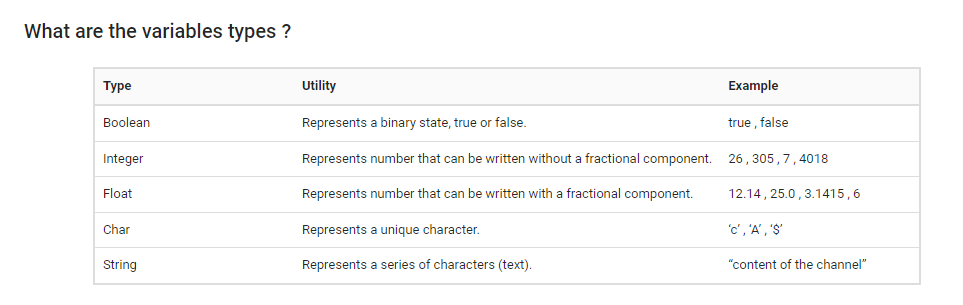 What are the variables types ?
Type Utility Example
Boolean Represents a binary state, true or false. true , false
Integer Represents number that can be written without a fractional component. 26 , 305 , 7 , 4018
Float Represents number that can be written with a fractional component. 12.14 , 25.0 , 3.1415 , 6
Char Represents a unique character. ‘c’ , ‘A’ , ‘$’
String Represents a series of characters (text). “content of the channel”